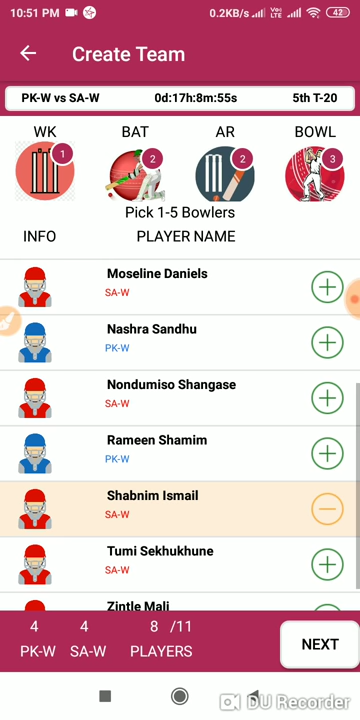 10:51 PM 0.2KB/s Vo LTE 42
Create Team
PK-W vs SA-W 0d:17h:8m:55s 5th T-20
WK BAT AR BOWL
1 2 2 3
Pick 1-5 Bowlers
INFO PLAYER NAME
Moseline Daniels
SA-W
Nashra Sandhu
PK-W
Nondumiso Shangase
SA-W
Rameen Shamim
PK-W
Shabnim Ismail
SA-W
Tumi Sekhukhune
SA-W
Zintle Mali
4 4 8 /11
PK-W SA-W PLAYERS
NEXT
DU Recorder